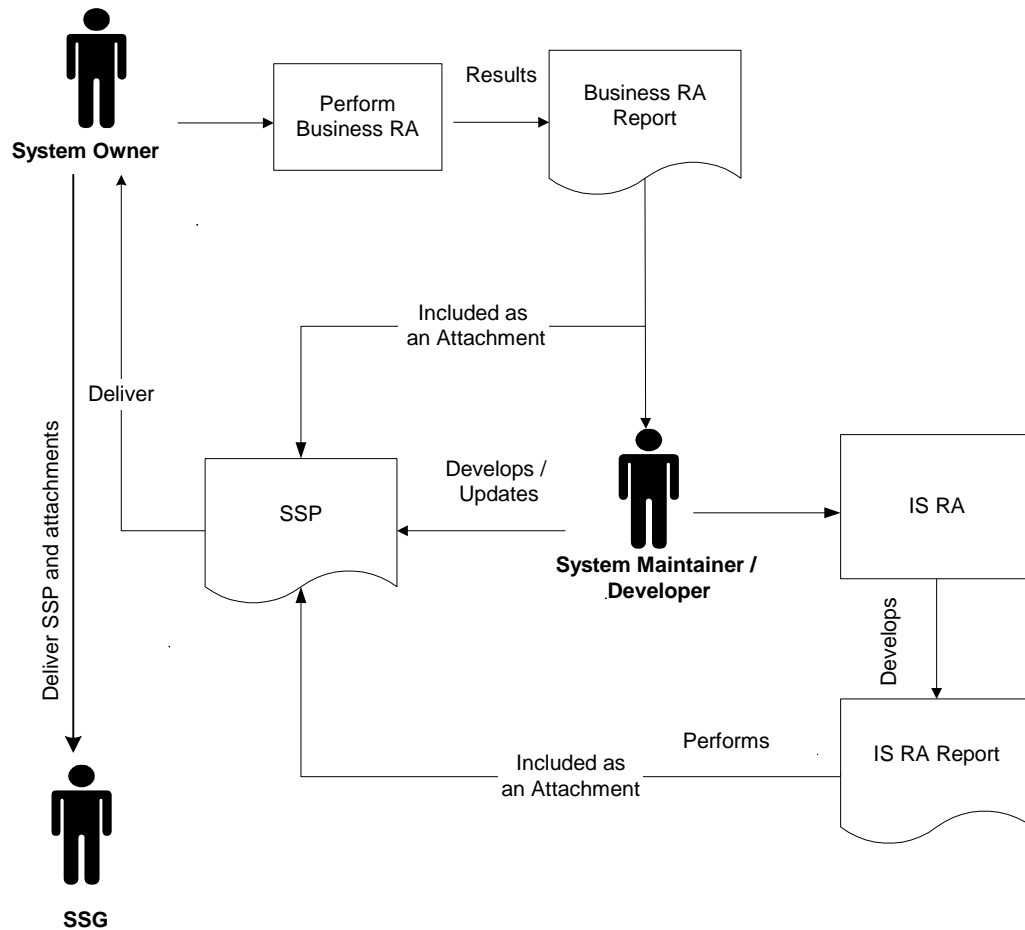 Results
Perform
Business RA
Business RA
Report
System Owner
Included as
an Attachment
Deliver
Deliver SSP and attachments
SSP
Develops /
Updates
System Maintainer /
Developer
IS RA
Develops
Performs
Included as
an Attachment
IS RA Report
SSG